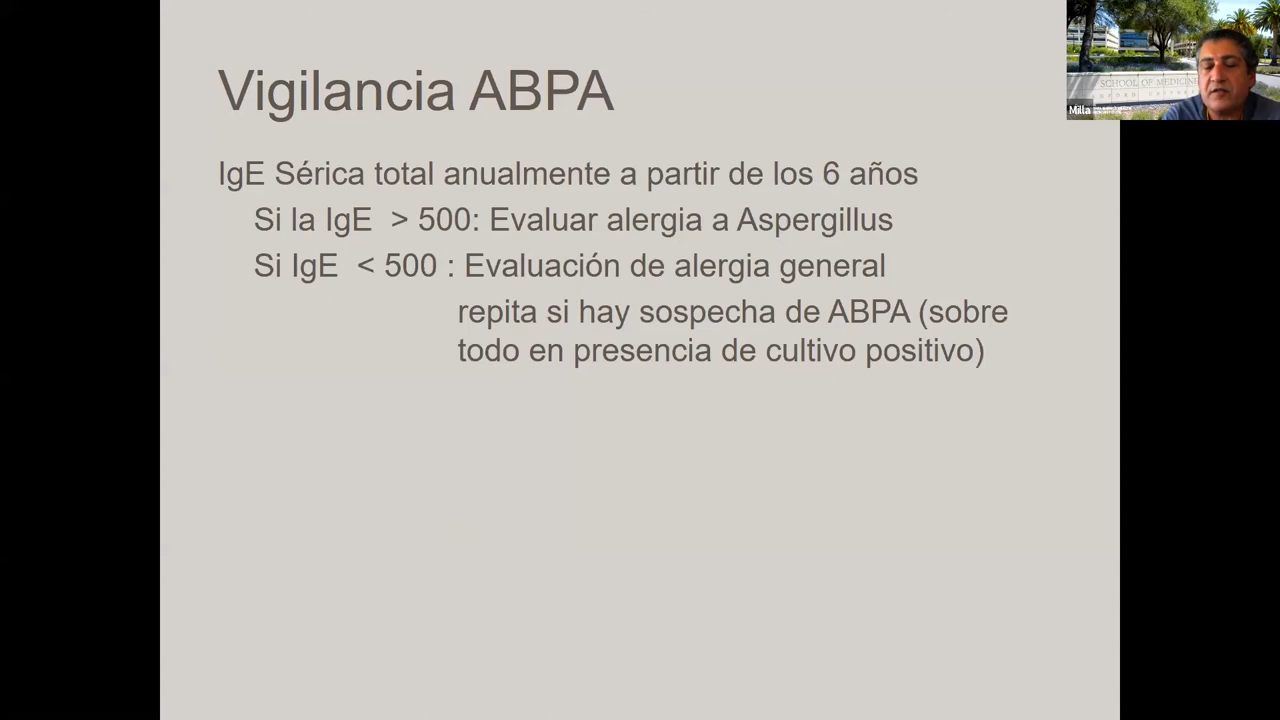 Vigilancia ABPA
IgE Sérica total anualmente a partir de los 6 años
Si la IgE > 500: Evaluar alergia a Aspergillus
Si IgE < 500 : Evaluación de alergia general
repita si hay sospecha de ABPA (sobre
todo en presencia de cultivo positivo)
SCHOOL OF MEDICINE
Milla